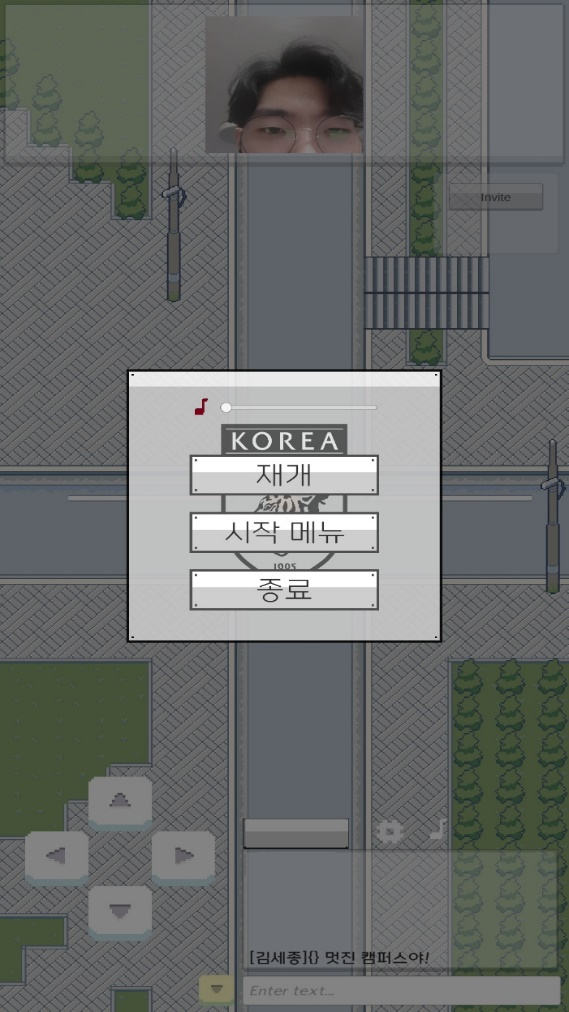 Invite
KOREA
재개
시작 메뉴
1905
종료
[김세종]{} 멋진 캠퍼스야!
Enter text...